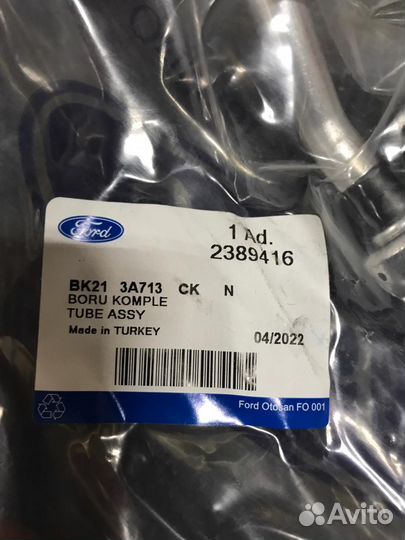 Ford
1 Ad.
2389416
BK21 3A713 CK N
BORU KOMPLE
TUBE ASSY
Made in TURKEY
04/2022
Ford Otosan FO 001
Avito